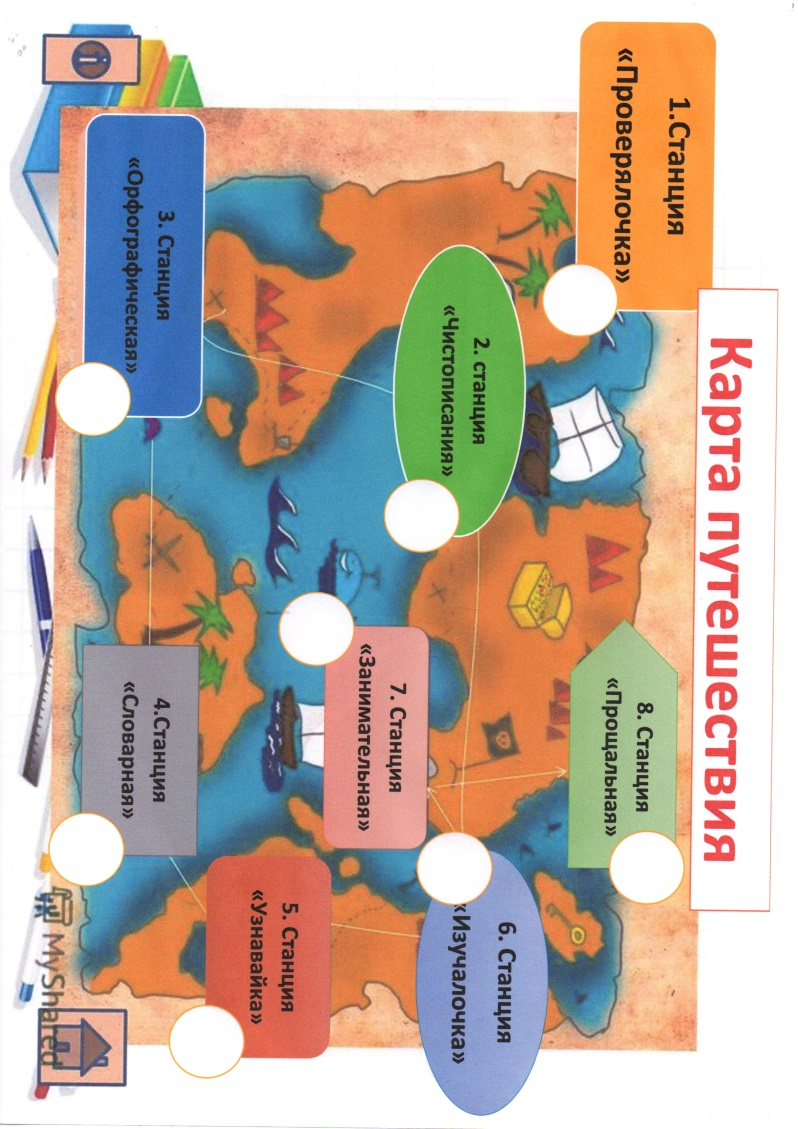 Карта путешествия
1.Станция
«Проверялочка»
2. станция
«Чистописания»
3. Станция
«Орфографическая»
4.Станция
«Словарная»
5. Станция
«Узнавайка»
6. Станция
«Изучалочка»
7. Станция
«Занимательная»
8. Станция
«Прощальная»
MyShared